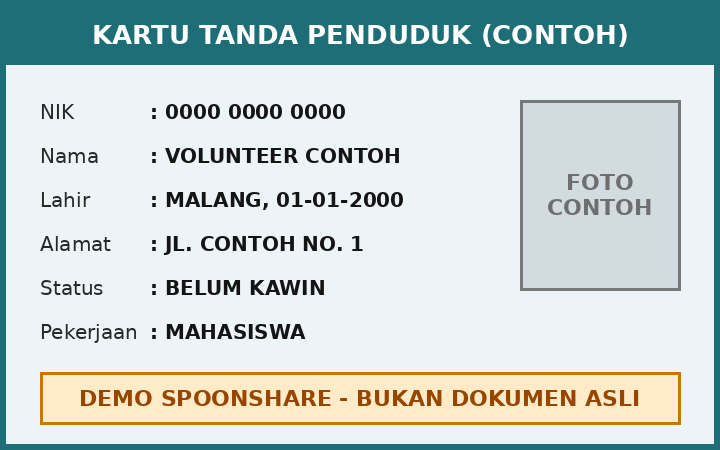 KARTU TANDA PENDUDUK (CONTOH)
NIK : 0000 0000 0000
Nama : VOLUNTEER CONTOH
Lahir : MALANG, 01-01-2000
Alamat : JL. CONTOH NO. 1
Status : BELUM KAWIN
Pekerjaan : MAHASISWA
FOTO
CONTOH
DEMO SPOONSHARE - BUKAN DOKUMEN ASLI